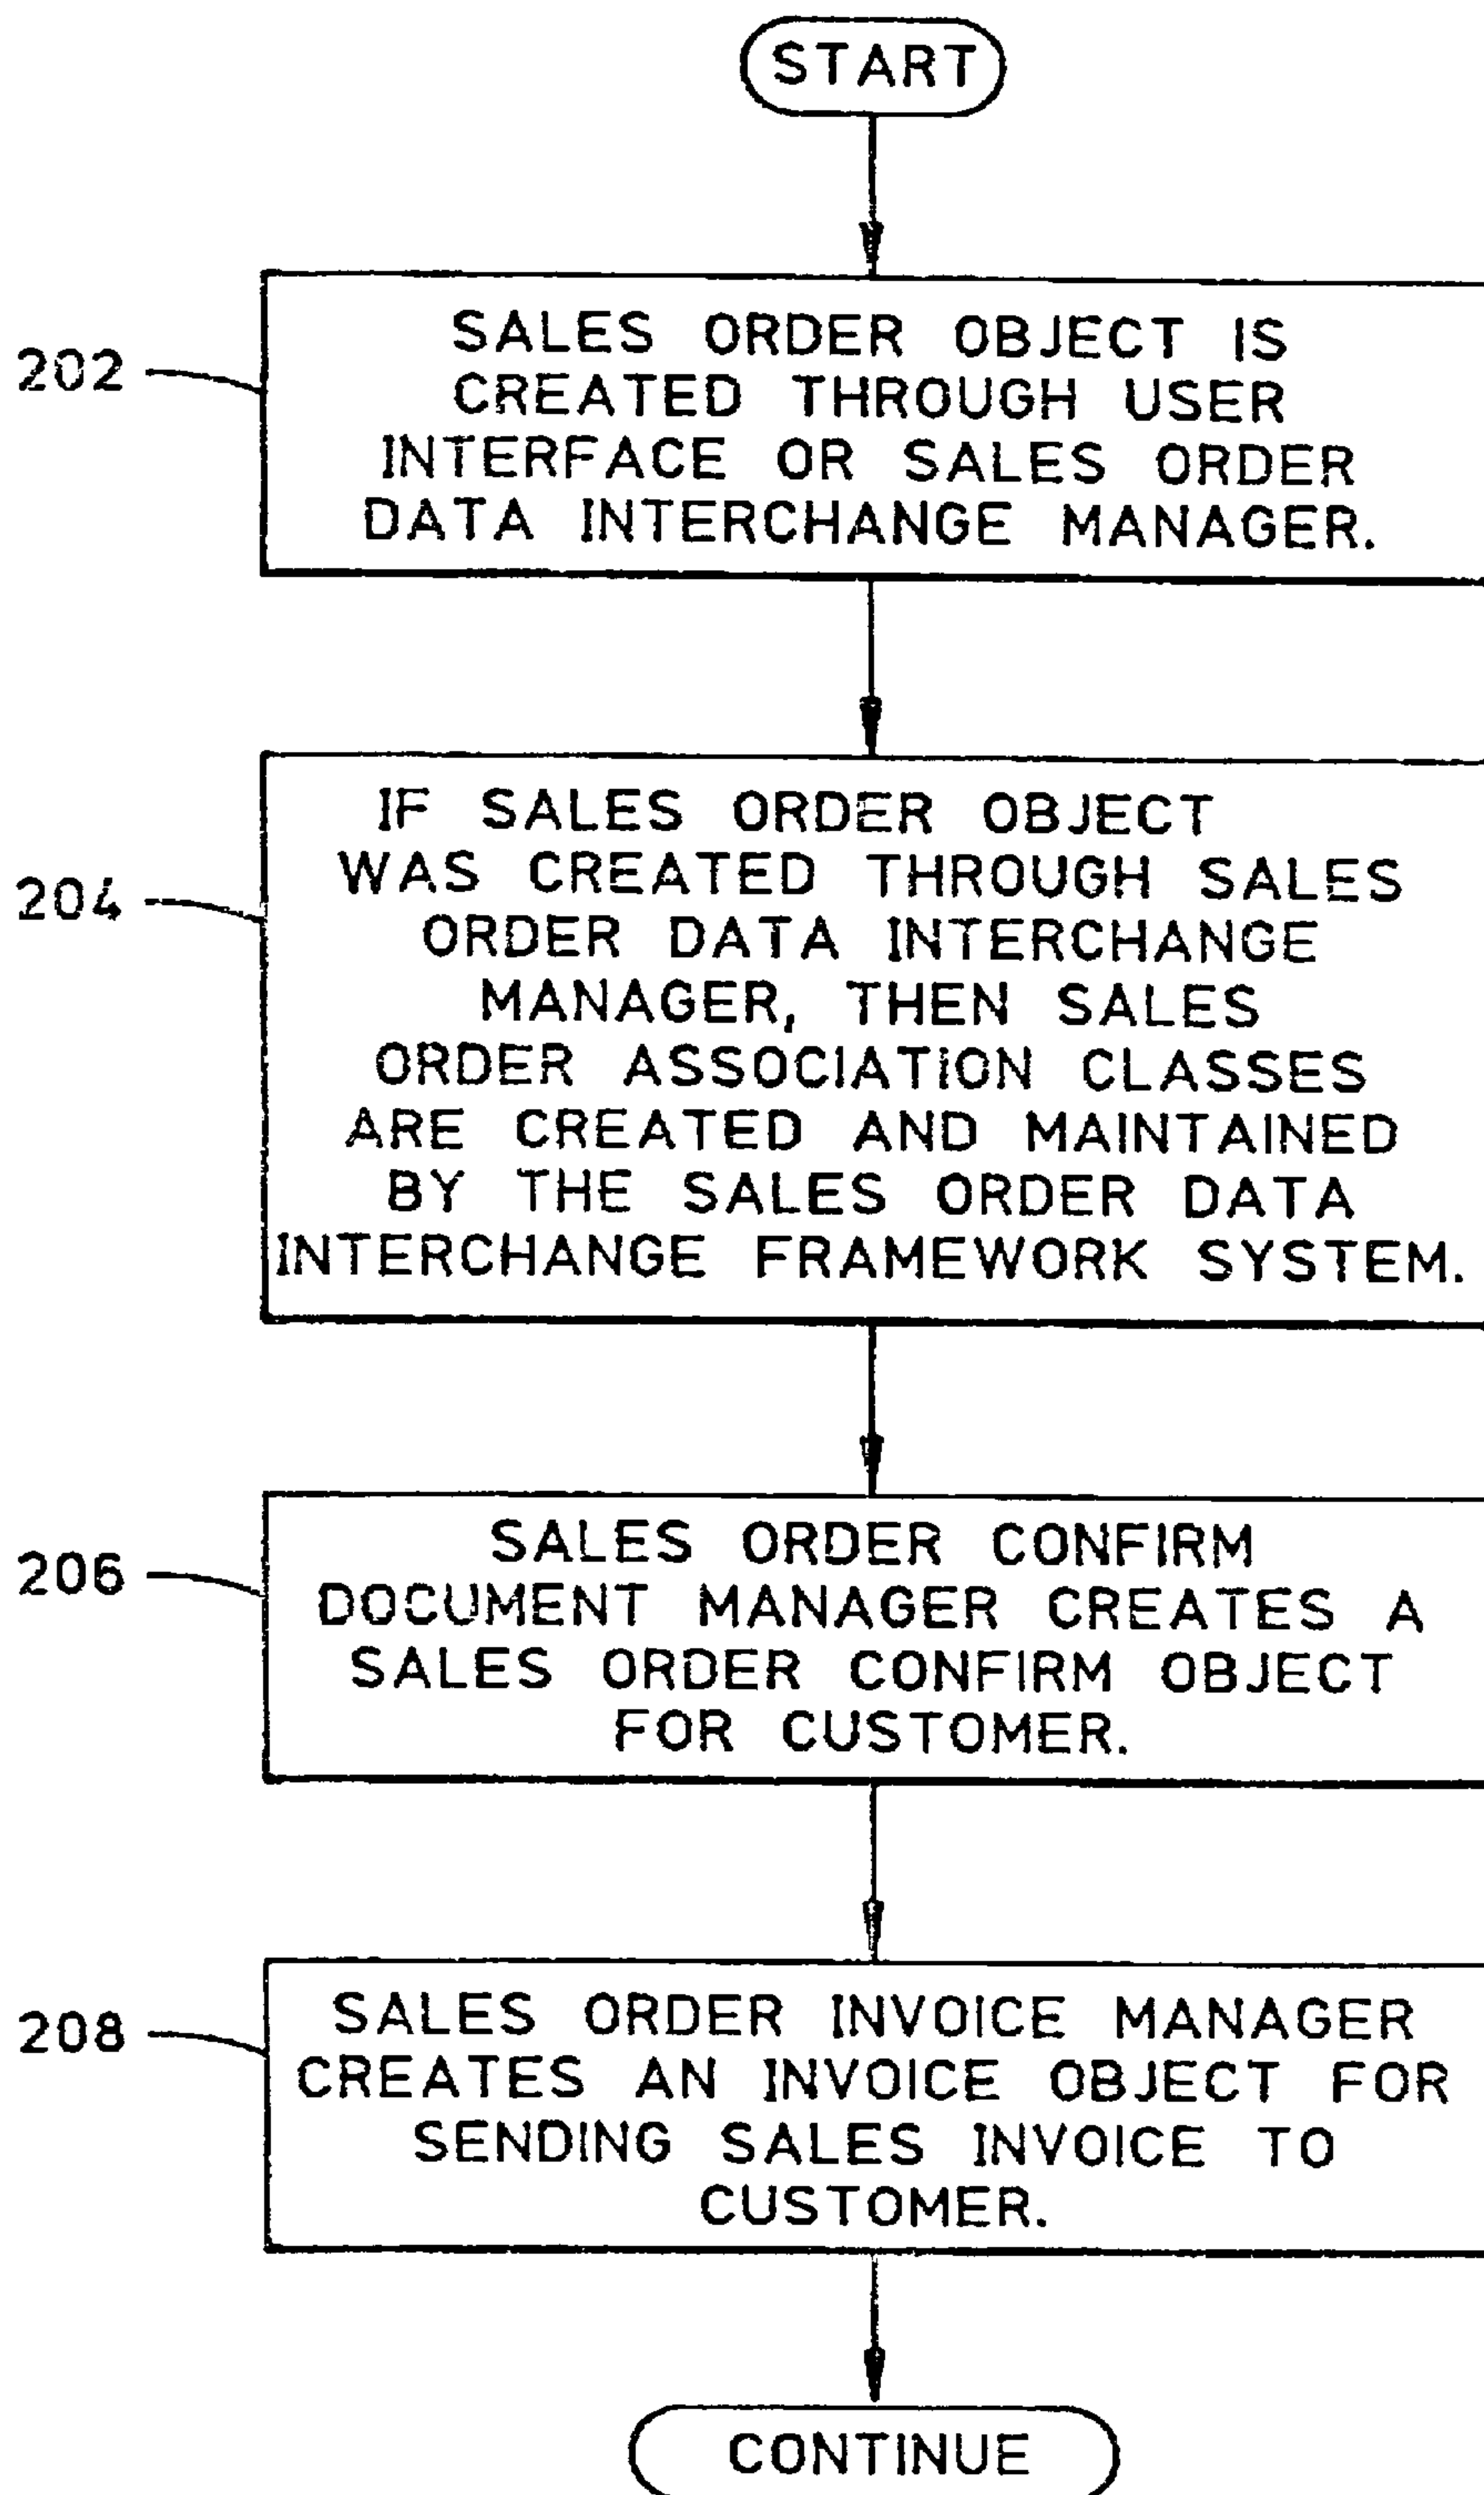 START
202
SALES ORDER OBJECT IS
CREATED THROUGH USER
INTERFACE OR SALES ORDER
DATA INTERCHANGE MANAGER.
204
IF SALES ORDER OBJECT
WAS CREATED THROUGH SALES
ORDER DATA INTERCHANGE
MANAGER, THEN SALES
ORDER ASSOCIATION CLASSES
ARE CREATED AND MAINTAINED
BY THE SALES ORDER DATA
INTERCHANGE FRAMEWORK SYSTEM.
206
SALES ORDER CONFIRM
DOCUMENT MANAGER CREATES A
SALES ORDER CONFIRM OBJECT
FOR CUSTOMER.
208
SALES ORDER INVOICE MANAGER
CREATES AN INVOICE OBJECT FOR
SENDING SALES INVOICE TO
CUSTOMER.
CONTINUE